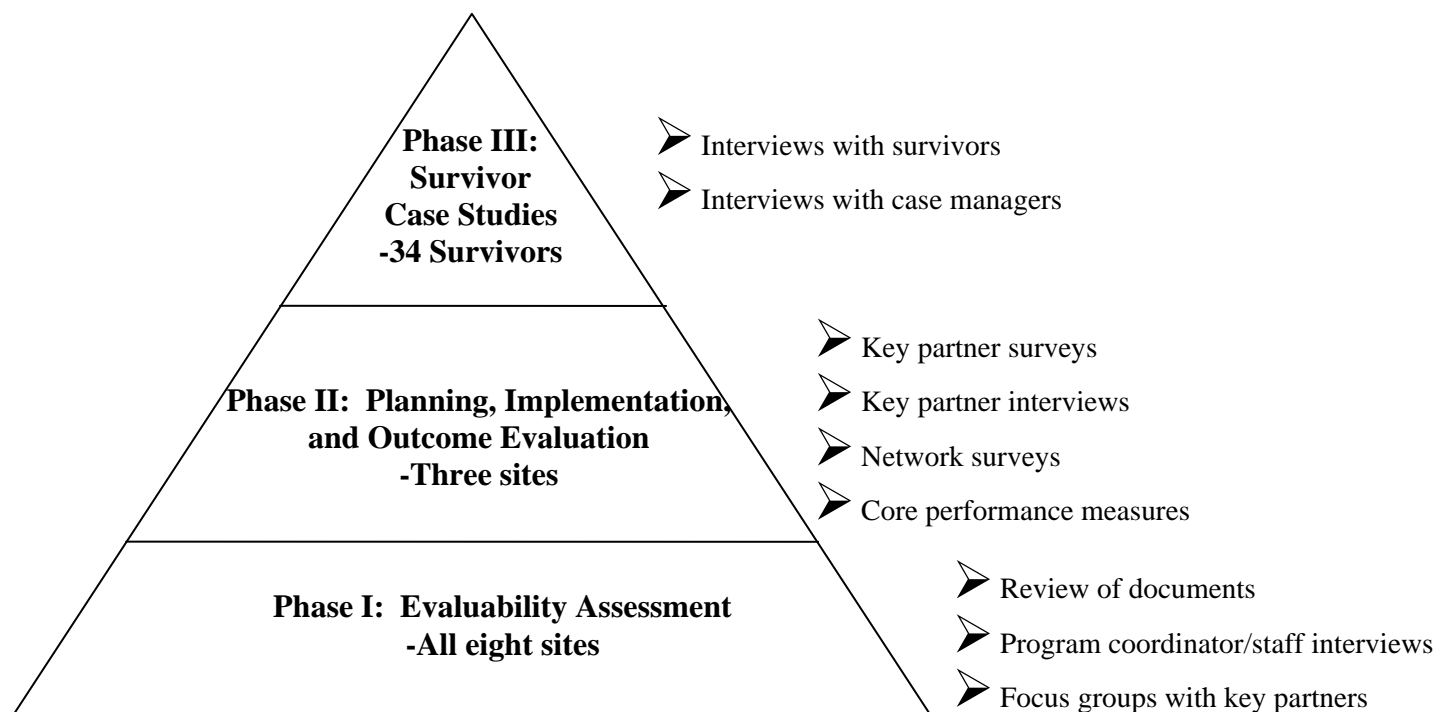 Phase III:
Survivor
Case Studies
-34 Survivors
Interviews with survivors
Interviews with case managers
Phase II: Planning, Implementation,
and Outcome Evaluation
-Three sites
Key partner surveys
Key partner interviews
Network surveys
Core performance measures
Phase I: Evaluability Assessment
-All eight sites
Review of documents
Program coordinator/staff interviews
Focus groups with key partners